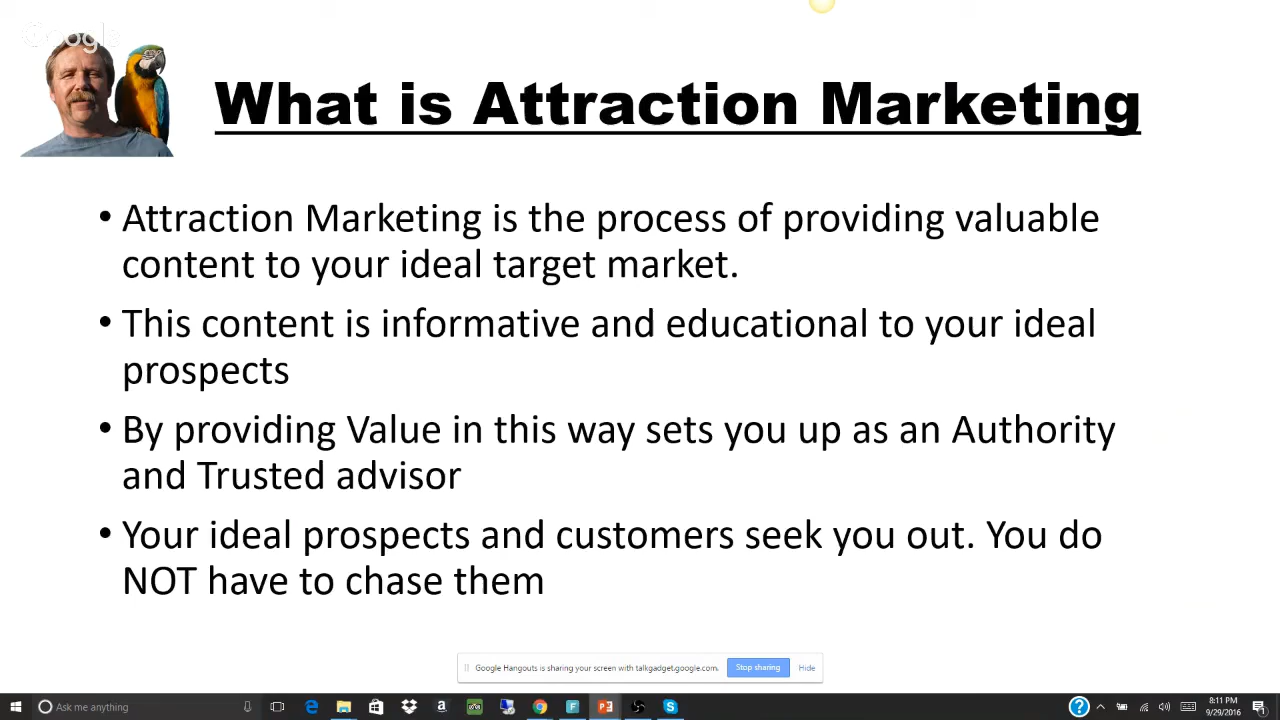 Google
What is Attraction Marketing
• Attraction Marketing is the process of providing valuable
content to your ideal target market.
• This content is informative and educational to your ideal
prospects
• By providing Value in this way sets you up as an Authority
and Trusted advisor
• Your ideal prospects and customers seek you out. You do
NOT have to chase them
Google Hangouts is sharing your screen with talkgadget.google.com.
Stop sharing
Hide
Ask me anything
8:11 PM
9/29/2016